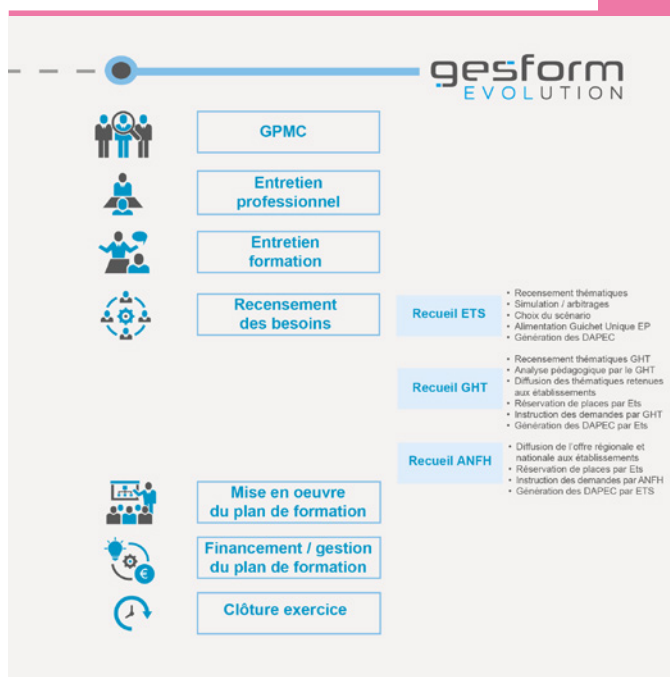 gesform
EVOLUTION
GPMC
Entretien
professionnel
Entretien
formation
Recensement
des besoins
Recueil ETS
• Recensement thématiques
• Simulation / arbitrages
• Choix du scénario
• Alimentation Guichet Unique EP
• Génération des DAPEC
Recueil GHT
• Recensement thématiques GHT
• Analyse pédagogique par le GHT
• Diffusion des thématiques retenues
aux établissements
• Réservation de places par Ets
• Instruction des demandes par GHT
• Génération des DAPEC par Ets
Recueil ANFH
• Diffusion de l'offre régionale et
nationale aux établissements
• Réservation de places par Ets
• Instruction des demandes par ANFH
• Génération des DAPEC par ETS
Mise en oeuvre
du plan de formation
Financement / gestion
du plan de formation
€
Clôture exercice